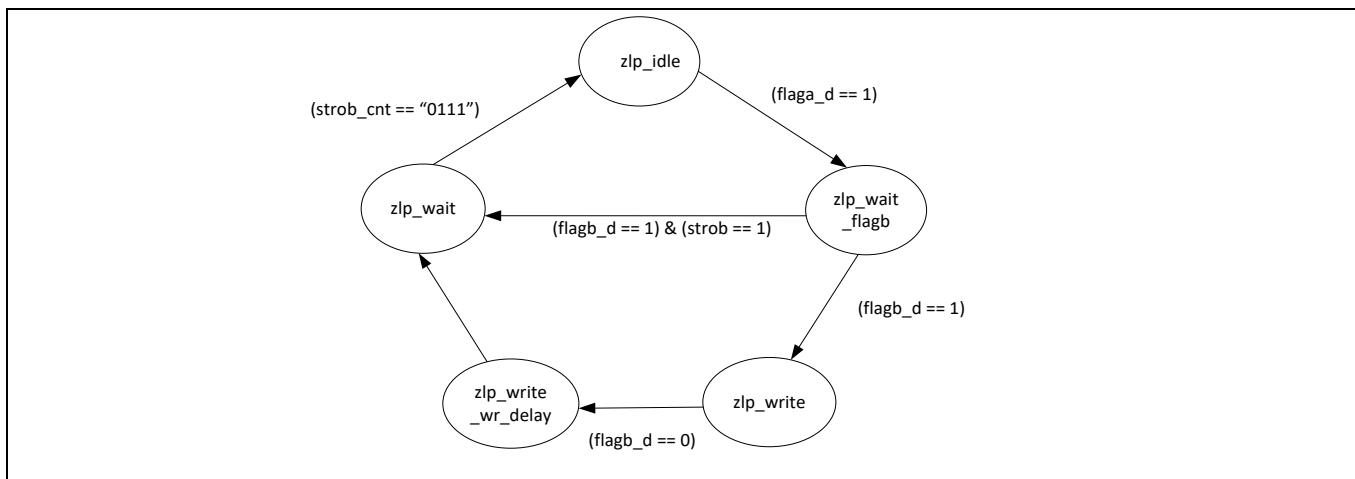 zlp_idle
(flaga_d == 1)
(strob_cnt == “0111”)
zlp_wait
zlp_wait
_flagb
(flagb_d == 1) & (strob == 1)
(flagb_d == 1)
zlp_write
_wr_delay
zlp_write
(flagb_d == 0)